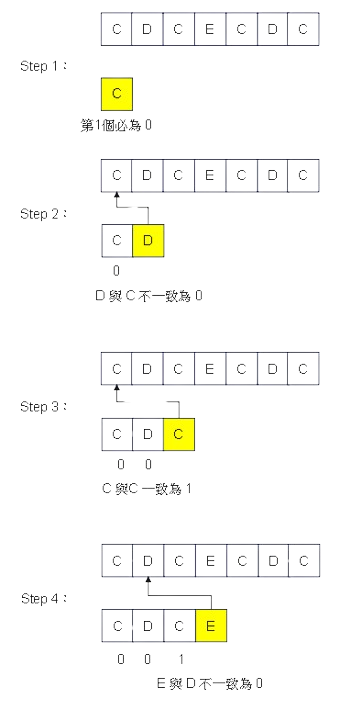 C D C E C D C
Step 1：
C
第1個必為 0
C D C E C D C
Step 2：
C D
0
D 與 C 不一致為 0
C D C E C D C
Step 3：
C D C
0 0
C 與C 一致為 1
C D C E C D C
Step 4：
C D C E
0 0 1
E 與 D 不一致為 0